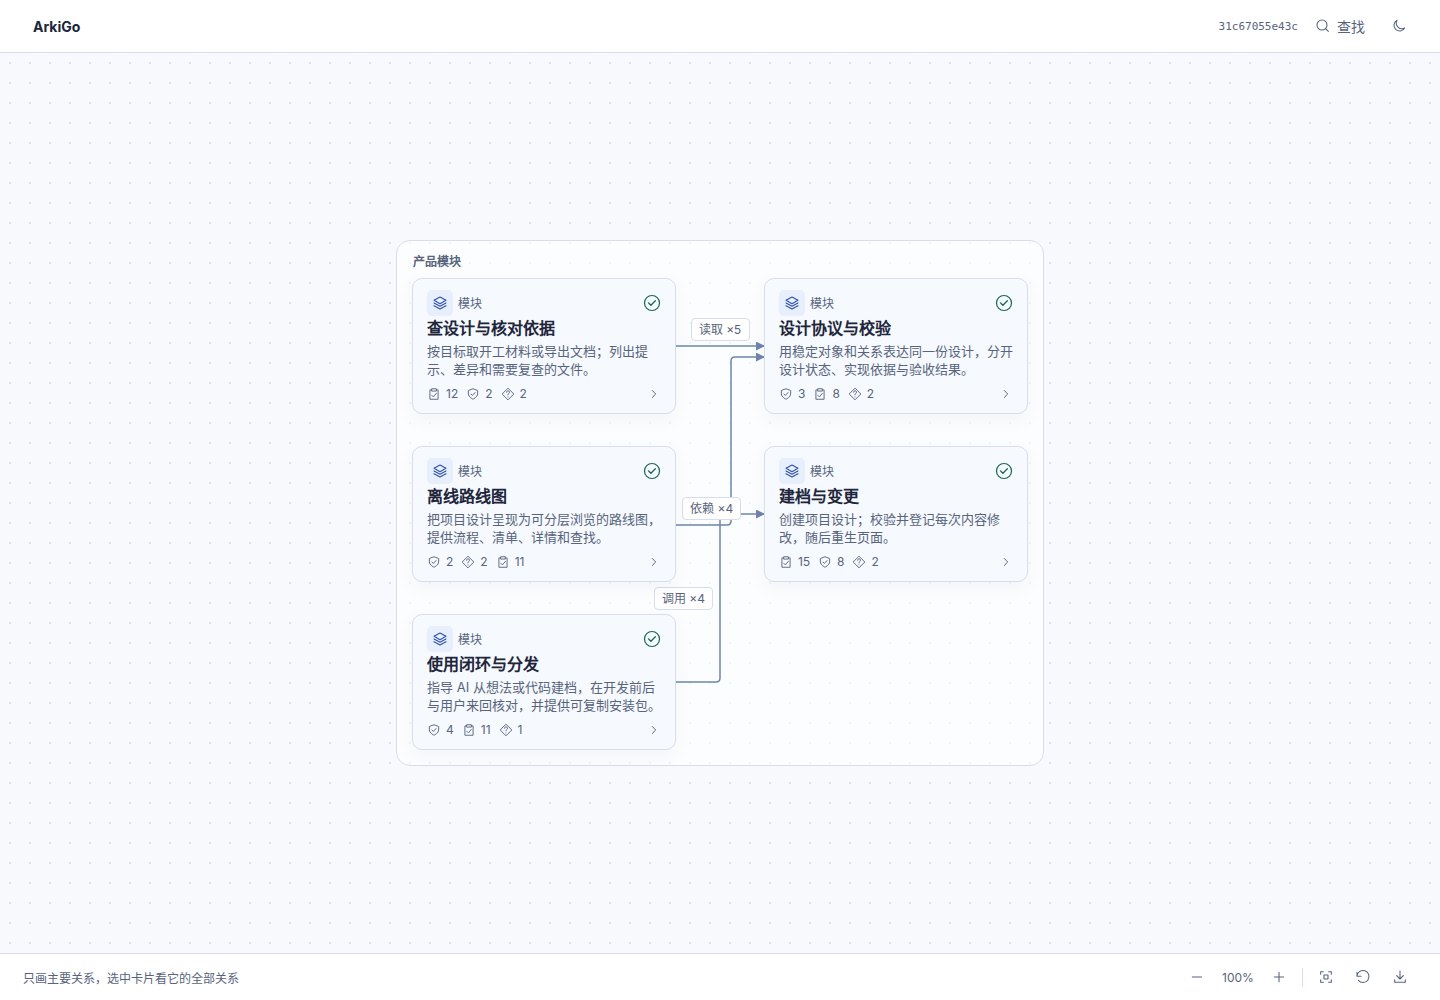 ArkiGo
31c67055e43c
查找
产品模块
模块
查设计与核对依据
按目标取开工材料或导出文档；列出提
示、差异和需要复查的文件。
12 2 2
读取 ×5
模块
设计协议与校验
用稳定对象和关系表达同一份设计，分开
设计状态、实现依据与验收结果。
3 8 2
模块
离线路线图
把项目设计呈现为可分层浏览的路线图，
提供流程、清单、详情和查找。
2 2 11
依赖 ×4
模块
建档与变更
创建项目设计；校验并登记每次内容修
改，随后重生页面。
15 8 2
调用 ×4
模块
使用闭环与分发
指导 AI 从想法或代码建档，在开发前后
与用户来回核对，并提供可复制安装包。
4 11 1
只画主要关系，选中卡片看它的全部关系
100%